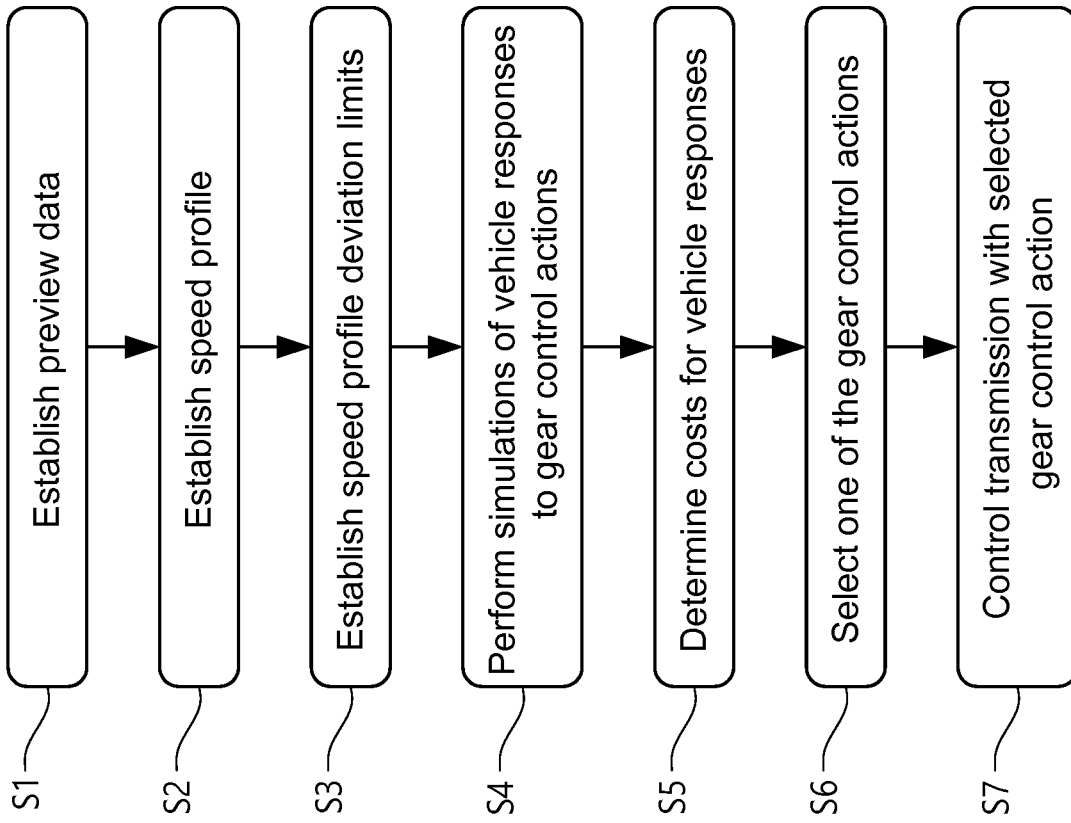 S1
Establish preview data
S2
Establish speed profile
S3
Establish speed profile deviation limits
S4
Perform simulations of vehicle responses
to gear control actions
S5
Determine costs for vehicle responses
S6
Select one of the gear control actions
S7
Control transmission with selected
gear control action